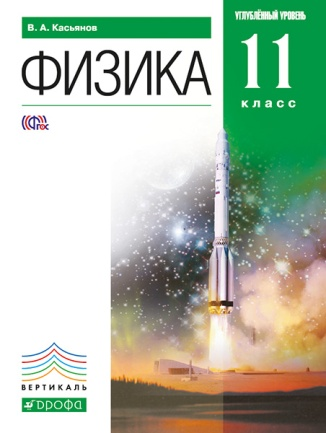 В. А. Касьянов
УГЛУБЛЁННЫЙ УРОВЕНЬ
ФИЗИКА
11
класс
ФГОС
ВЕРТИКАЛЬ
ДРОФА